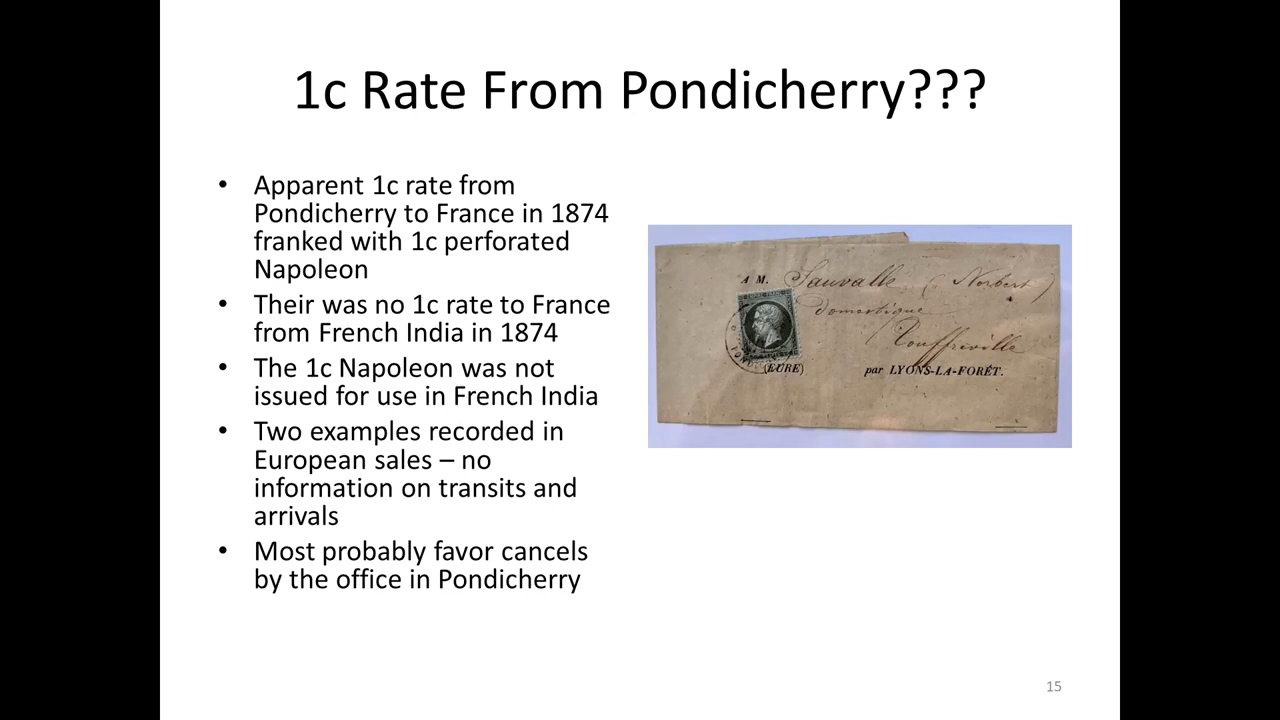 1c Rate From Pondicherry???
• Apparent 1c rate from
Pondicherry to France in 1874
franked with 1c perforated
Napoleon
• Their was no 1c rate to France
from French India in 1874
• The 1c Napoleon was not
issued for use in French India
• Two examples recorded in
European sales – no
information on transits and
arrivals
• Most probably favor cancels
by the office in Pondicherry
A M. Sauvalle (Norbert)
domestique
Touffreville
(EURE)
par LYONS-LA-FORÊT.
15